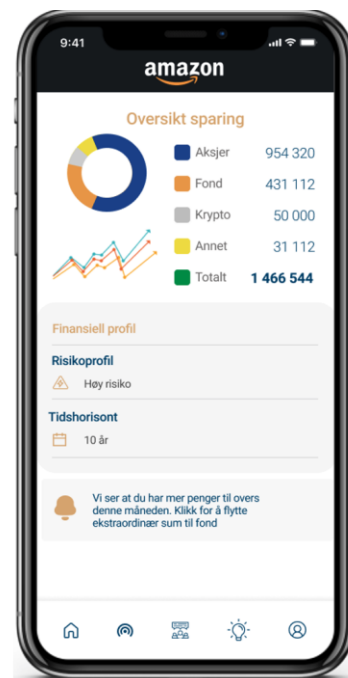 9:41
amazon
Oversikt sparing
Aksjer 954 320
Fond 431 112
Krypto 50 000
Annet 31 112
Totalt 1 466 544
Finansiell profil
Risikoprofil
Høy risiko
Tidshorisont
10 år
Vi ser at du har mer penger til overs
denne måneden. Klikk for å flytte
ekstraordinær sum til fond